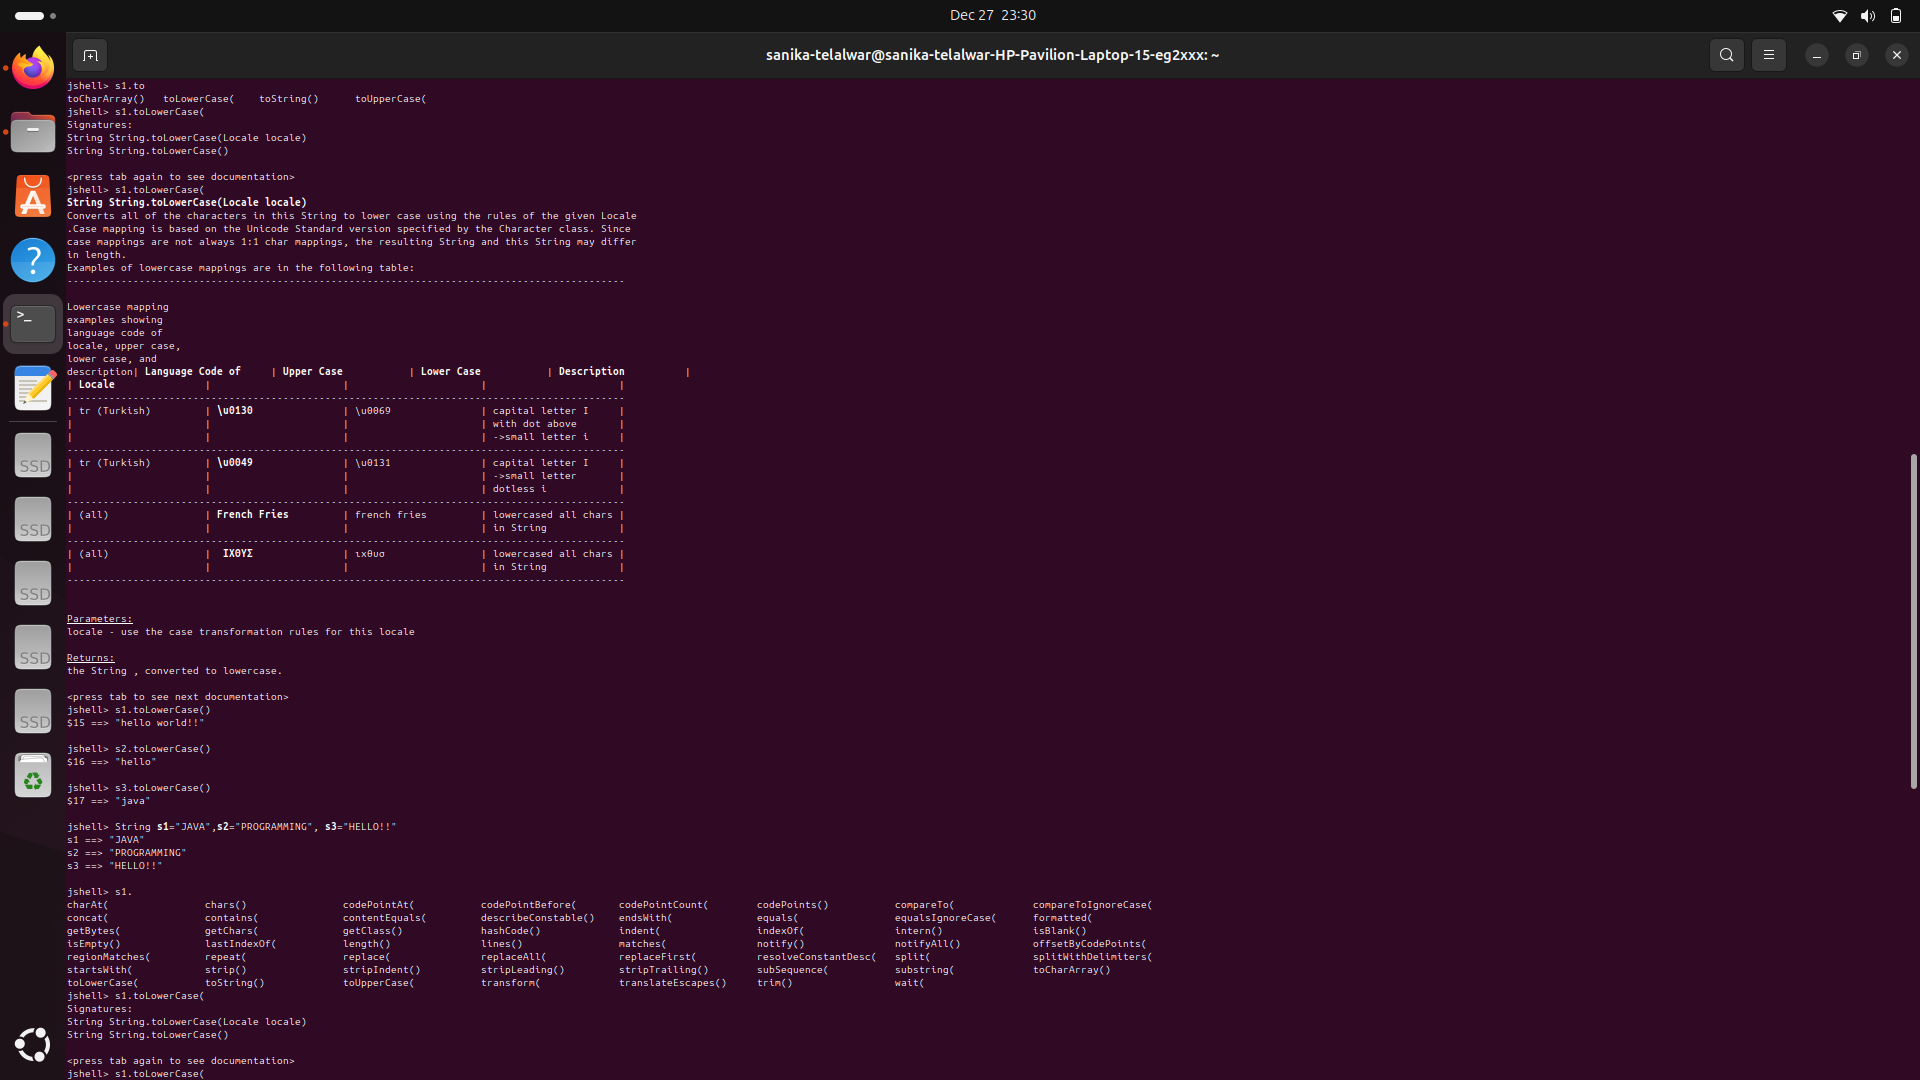 Dec 27 23:30
sanika-telalwar@sanika-telalwar-HP-Pavilion-Laptop-15-eg2xxx: ~
jshell> s1.to
toCharArray()   toLowerCase(    toString()      toUpperCase(
jshell> s1.toLowerCase(
Signatures:
String String.toLowerCase(Locale locale)
String String.toLowerCase()
<press tab again to see documentation>
jshell> s1.toLowerCase(
String String.toLowerCase(Locale locale)
Converts all of the characters in this String to lower case using the rules of the given Locale
.Case mapping is based on the Unicode Standard version specified by the Character class. Since
case mappings are not always 1:1 char mappings, the resulting String and this String may differ
in length.
Examples of lowercase mappings are in the following table:
---------------------------------------------------------------------------------------------
Lowercase mapping
examples showing
language code of
locale, upper case,
lower case, and
description| Language Code of     | Upper Case           | Lower Case           | Description          |
| Locale               |                      |                      |                      |
---------------------------------------------------------------------------------------------
| tr (Turkish)         | \u0130               | \u0069               | capital letter I     |
|                      |                      |                      | with dot above       |
|                      |                      |                      | ->small letter i     |
---------------------------------------------------------------------------------------------
| tr (Turkish)         | \u0049               | \u0131               | capital letter I     |
|                      |                      |                      | ->small letter       |
|                      |                      |                      | dotless i            |
---------------------------------------------------------------------------------------------
| (all)                | French Fries         | french fries         | lowercased all chars |
|                      |                      |                      | in String            |
---------------------------------------------------------------------------------------------
| (all)                |  ΙΧΘΥΣ               | ιχθυσ                | lowercased all chars |
|                      |                      |                      | in String            |
---------------------------------------------------------------------------------------------
Parameters:
locale - use the case transformation rules for this locale
Returns:
the String , converted to lowercase.
<press tab to see next documentation>
jshell> s1.toLowerCase()
$15 ==> "hello world!!"
jshell> s2.toLowerCase()
$16 ==> "hello"
jshell> s3.toLowerCase()
$17 ==> "java"
jshell> String s1="JAVA",s2="PROGRAMMING", s3="HELLO!!"
s1 ==> "JAVA"
s2 ==> "PROGRAMMING"
s3 ==> "HELLO!!"
jshell> s1.
charAt(                chars()                codePointAt(           codePointBefore(       codePointCount(        codePoints()           compareTo(             compareToIgnoreCase(
concat(                contains(              contentEquals(         describeConstable()    endsWith(              equals(                equalsIgnoreCase(      formatted(
getBytes(              getChars(              getClass()             hashCode()             indent(                indexOf(               intern()               isBlank()
isEmpty()              lastIndexOf(           length()               lines()                matches(               notify()               notifyAll()            offsetByCodePoints(
regionMatches(         repeat(                replace(               replaceAll(            replaceFirst(          resolveConstantDesc(   split(                 splitWithDelimiters(
startsWith(            strip()                stripIndent()          stripLeading()         stripTrailing()        subSequence(           substring(             toCharArray()
toLowerCase(           toString()             toUpperCase(           transform(             translateEscapes()     trim()                 wait(
jshell> s1.toLowerCase(
Signatures:
String String.toLowerCase(Locale locale)
String String.toLowerCase()
<press tab again to see documentation>
jshell> s1.toLowerCase(
SSD
SSD
SSD
SSD
SSD